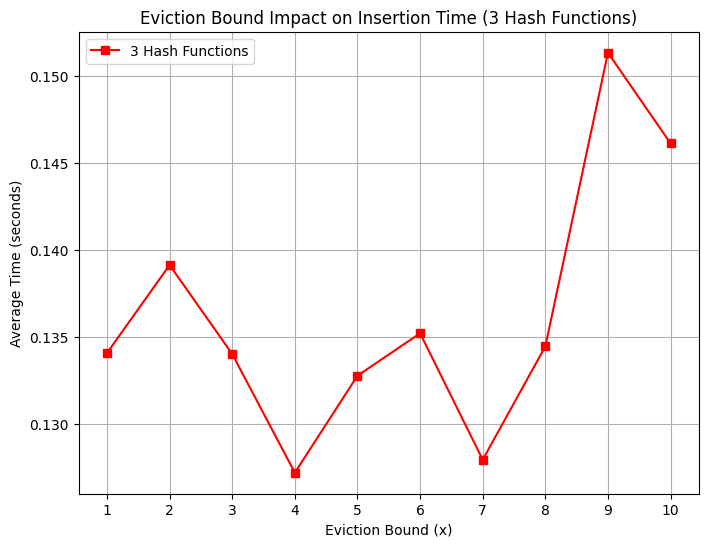 Eviction Bound Impact on Insertion Time (3 Hash Functions)
3 Hash Functions
0.150
0.145
0.140
0.135
0.130
Average Time (seconds)
1 2 3 4 5 6 7 8 9 10
Eviction Bound (x)